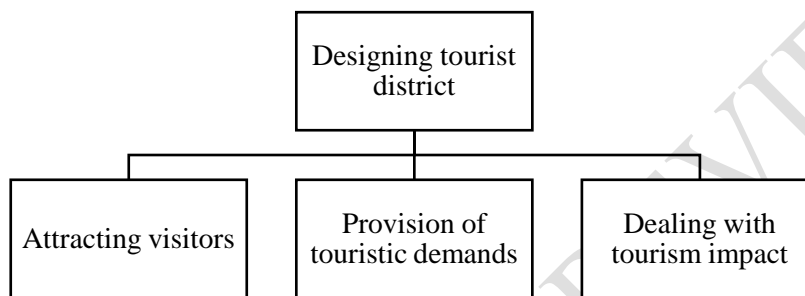 Designing tourist
district
Attracting visitors
Provision of
touristic demands
Dealing with
tourism impact